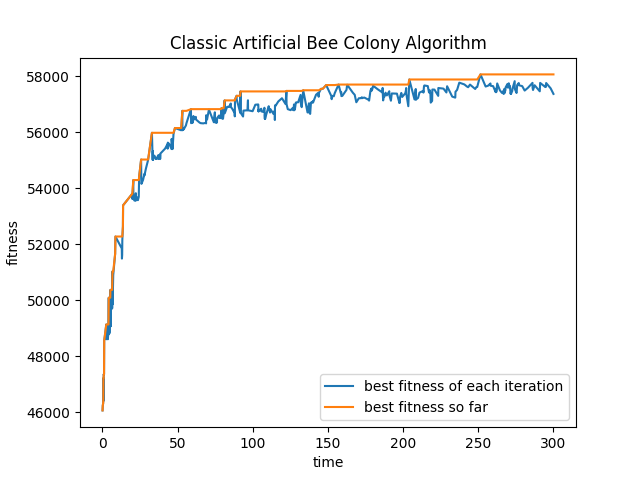 Classic Artificial Bee Colony Algorithm
58000
56000
54000
52000
50000
48000
46000
fitness
0 50 100 150 200 250 300
time
best fitness of each iteration
best fitness so far